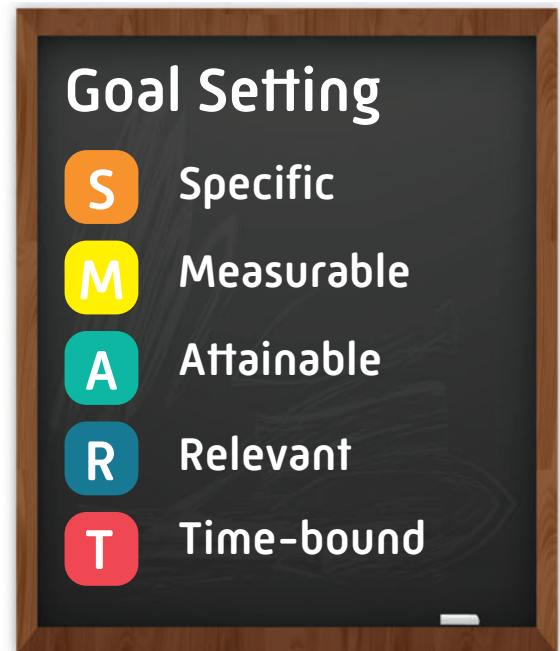 Goal Setting
S Specific
M Measurable
A Attainable
R Relevant
T Time-bound